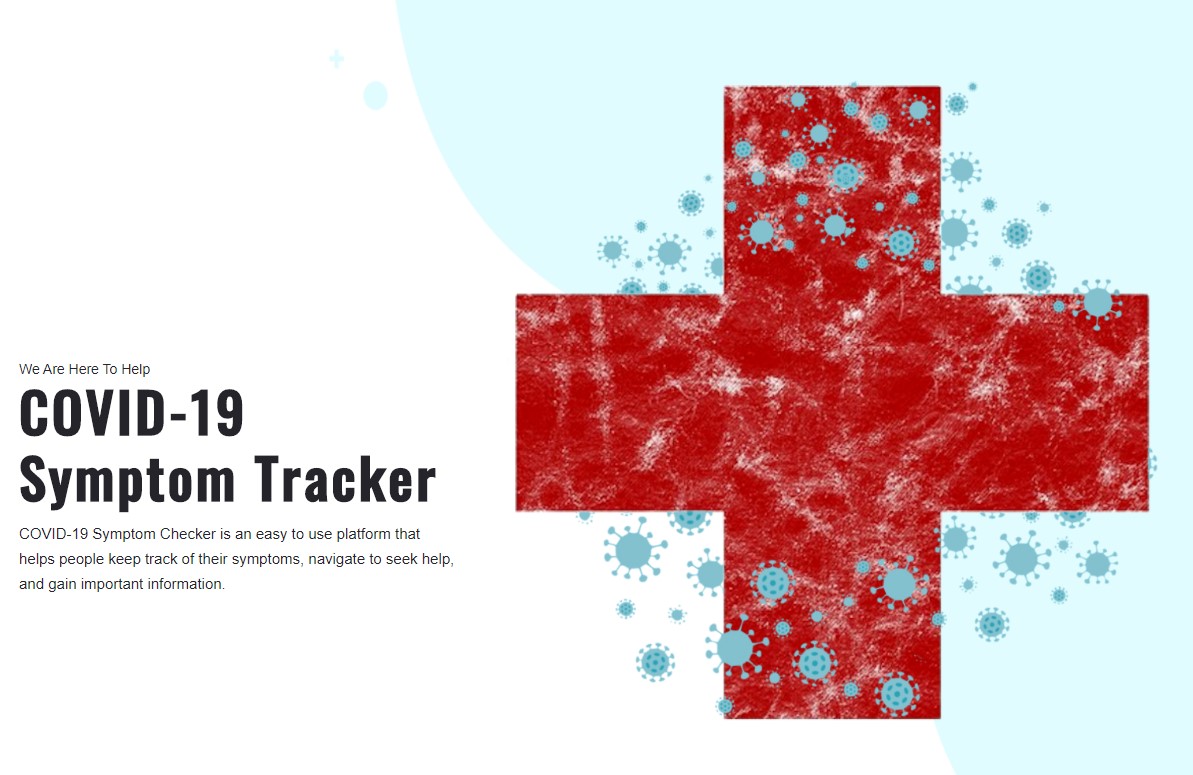 We Are Here To Help
COVID-19
Symptom Tracker
COVID-19 Symptom Checker is an easy to use platform that
helps people keep track of their symptoms, navigate to seek help,
and gain important information.